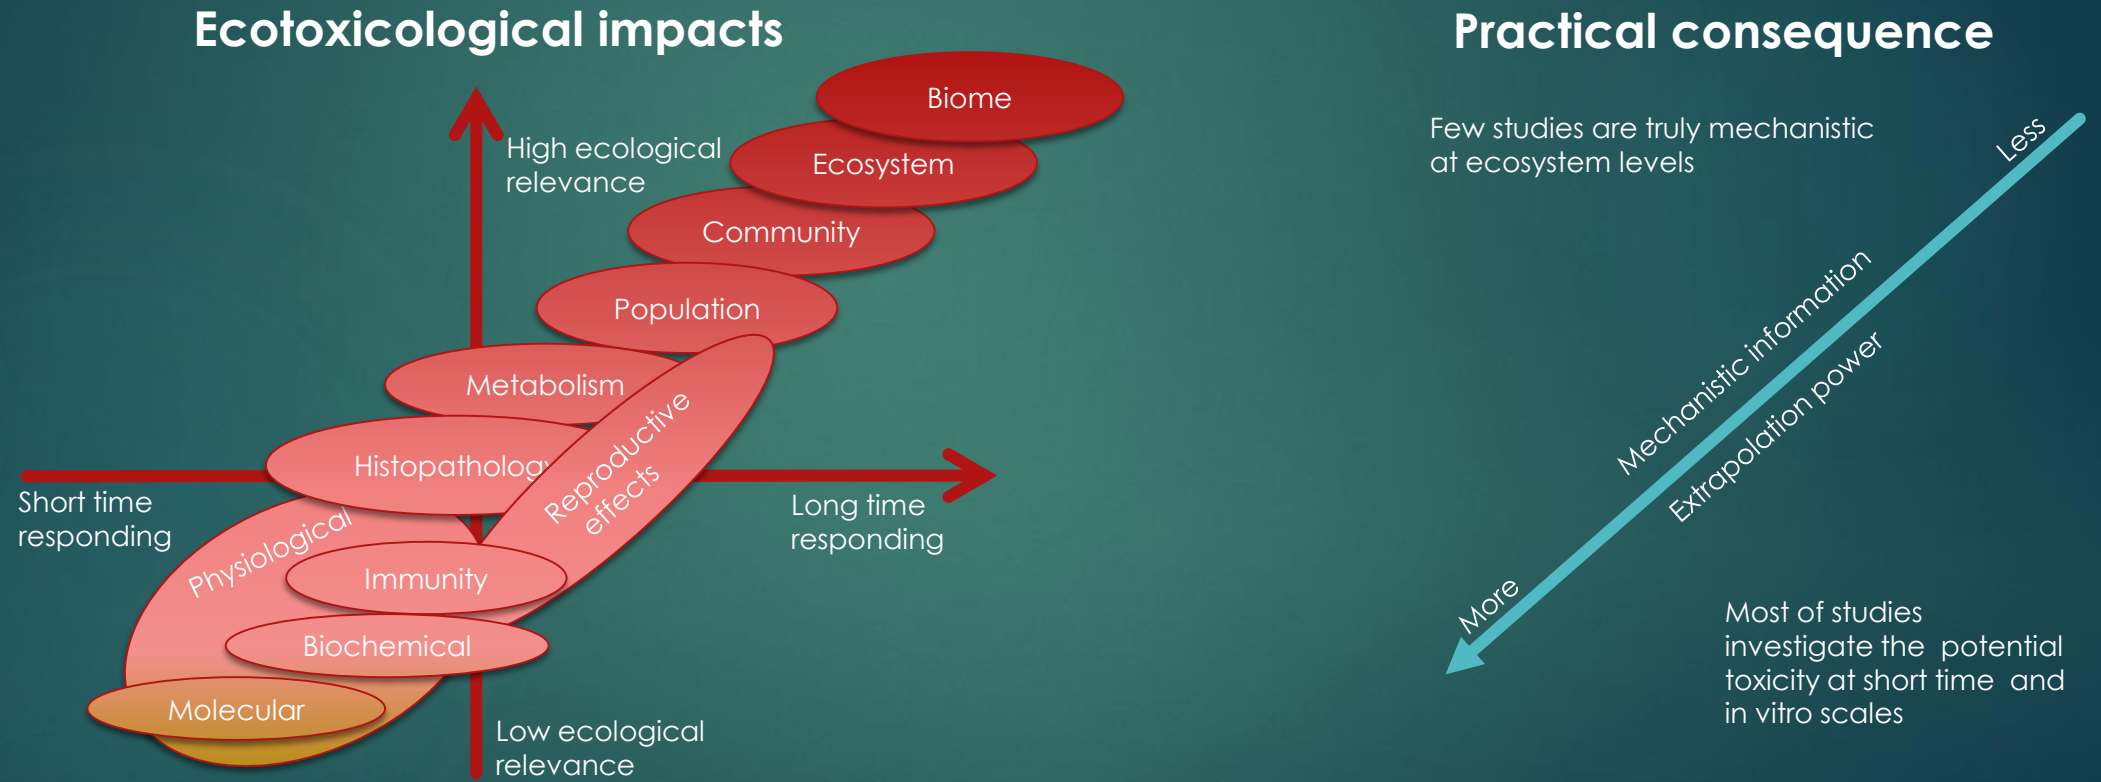 Ecotoxicological impacts
Biome
High ecological
relevance
Ecosystem
Community
Population
Metabolism
Histopathology
Reproductive
effects
Short time
responding
Long time
responding
Physiological
Immunity
Biochemical
Molecular
Low ecological
relevance
Practical consequence
Few studies are truly mechanistic
at ecosystem levels
Less
Mechanistic information
Extrapolation power
More
Most of studies
investigate the  potential
toxicity at short time  and
in vitro scales